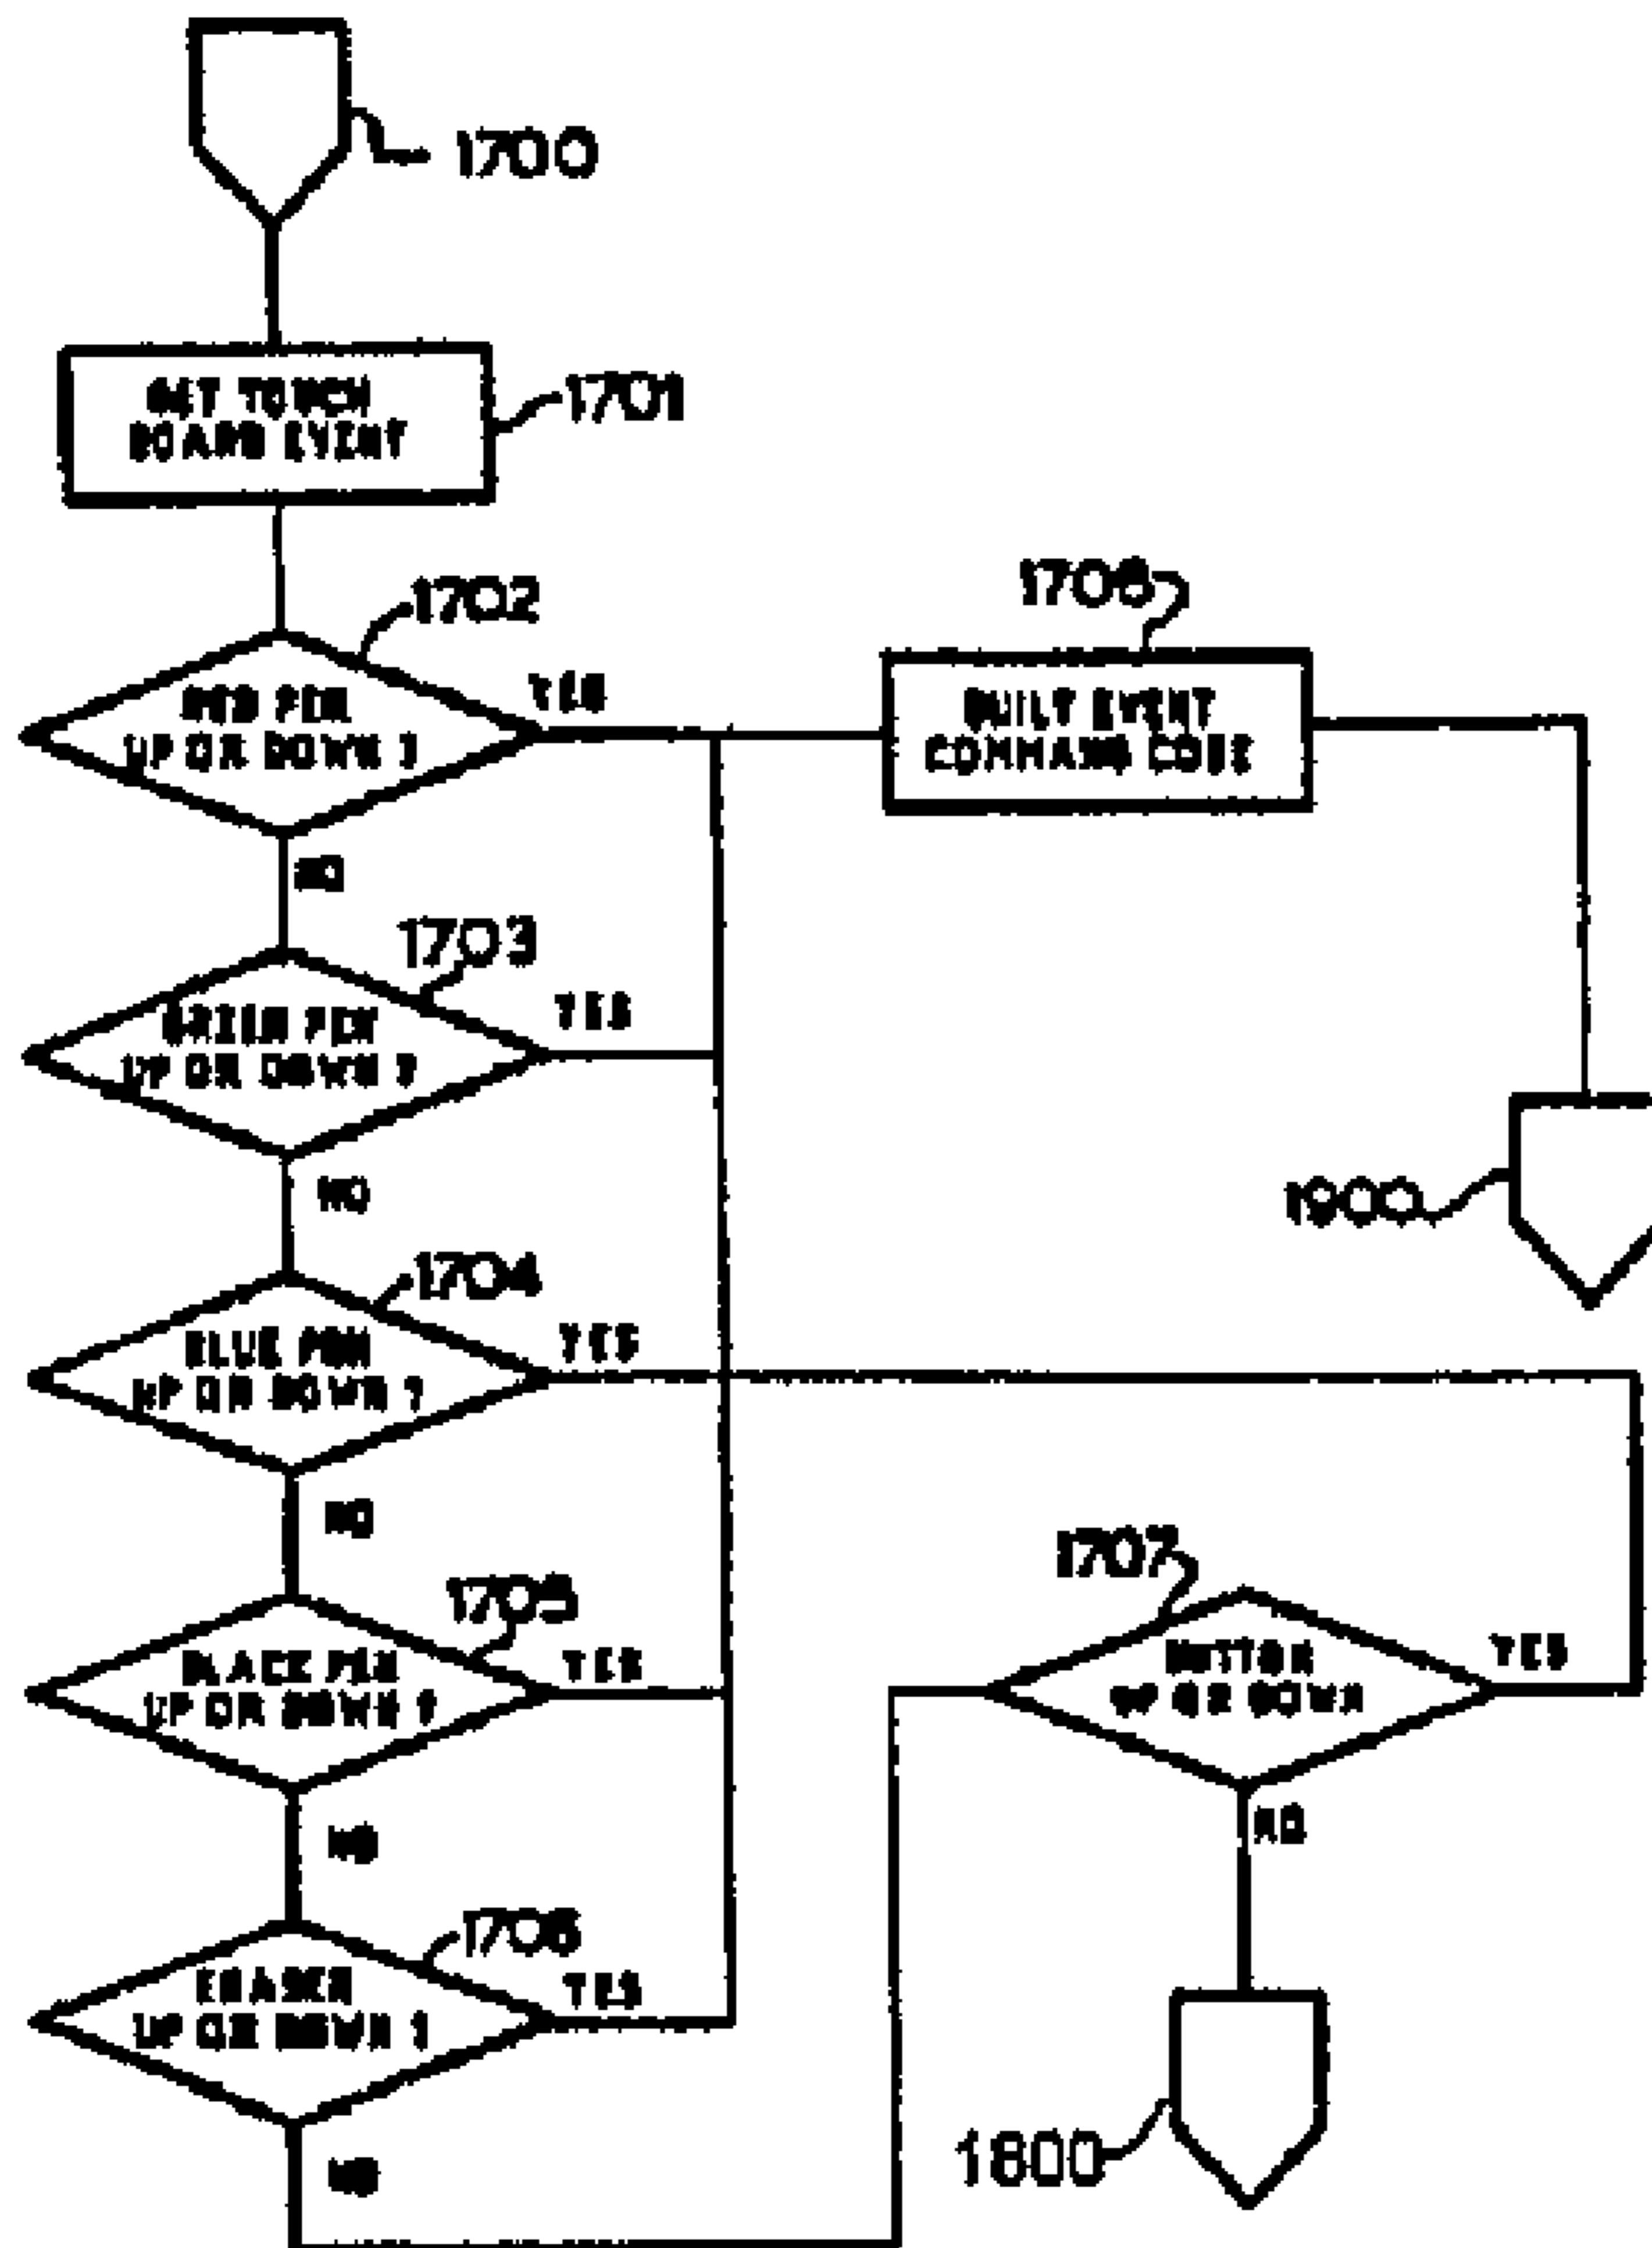 1700
GET TOUCH
BOARD EVENT
1701
1702
RED PEN
UP OR DOWN ?
YES
NO
1708
BUILT EVENT
COMMAND CODE
1703
GREEN PEN
UP OR DOWN ?
YES
NO
1900
1704
BLUE PEN
UP OR DOWN ?
YES
NO
1705
BLACK PEN
UP OR DOWN ?
YES
NO
1707
BUTTON
UP OR DOWN
YES
NO
1706
ERASER
UP OR DOWN ?
YES
NO
1800